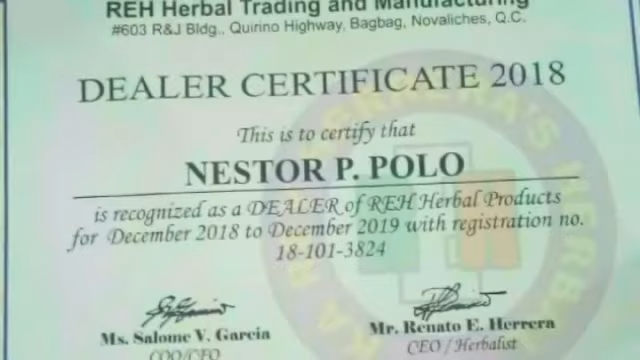 REH Herbal Trading and Manufacturing
#603 R&J Bldg., Quirino Highway, Bagbag, Novaliches, Q.C.
DEALER CERTIFICATE 2018
This is to certify that
NESTOR P. POLO
is recognized as a DEALER of REH Herbal Products
for December 2018 to December 2019 with registration no.
18-101-3824
Ms. Salome V. Garcia
COO/CFO
Mr. Renato E. Herrera
CEO / Herbalist